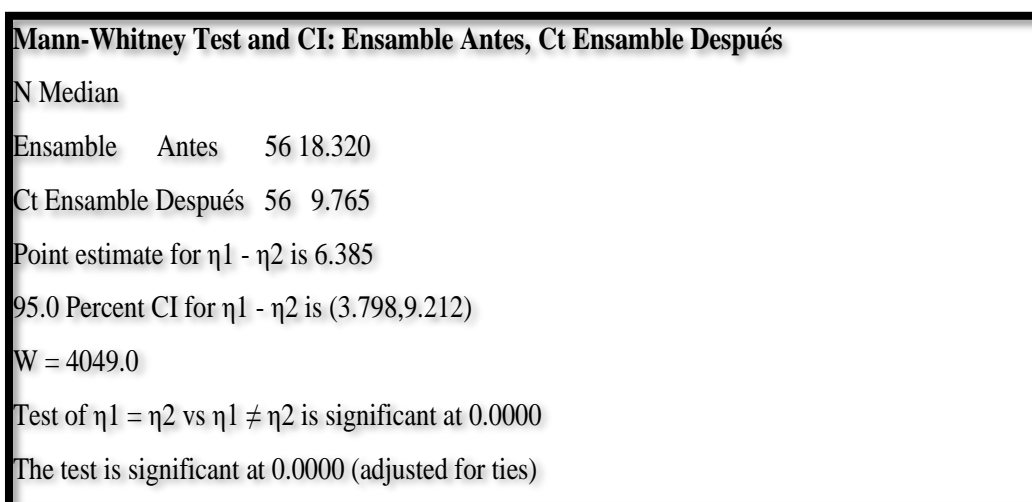 Mann-Whitney Test and CI: Ensamble Antes, Ct Ensamble Después
N Median
Ensamble Antes 56 18.320
Ct Ensamble Después 56 9.765
Point estimate for η1 - η2 is 6.385
95.0 Percent CI for η1 - η2 is (3.798,9.212)
W = 4049.0
Test of η1 = η2 vs η1 ≠ η2 is significant at 0.0000
The test is significant at 0.0000 (adjusted for ties)